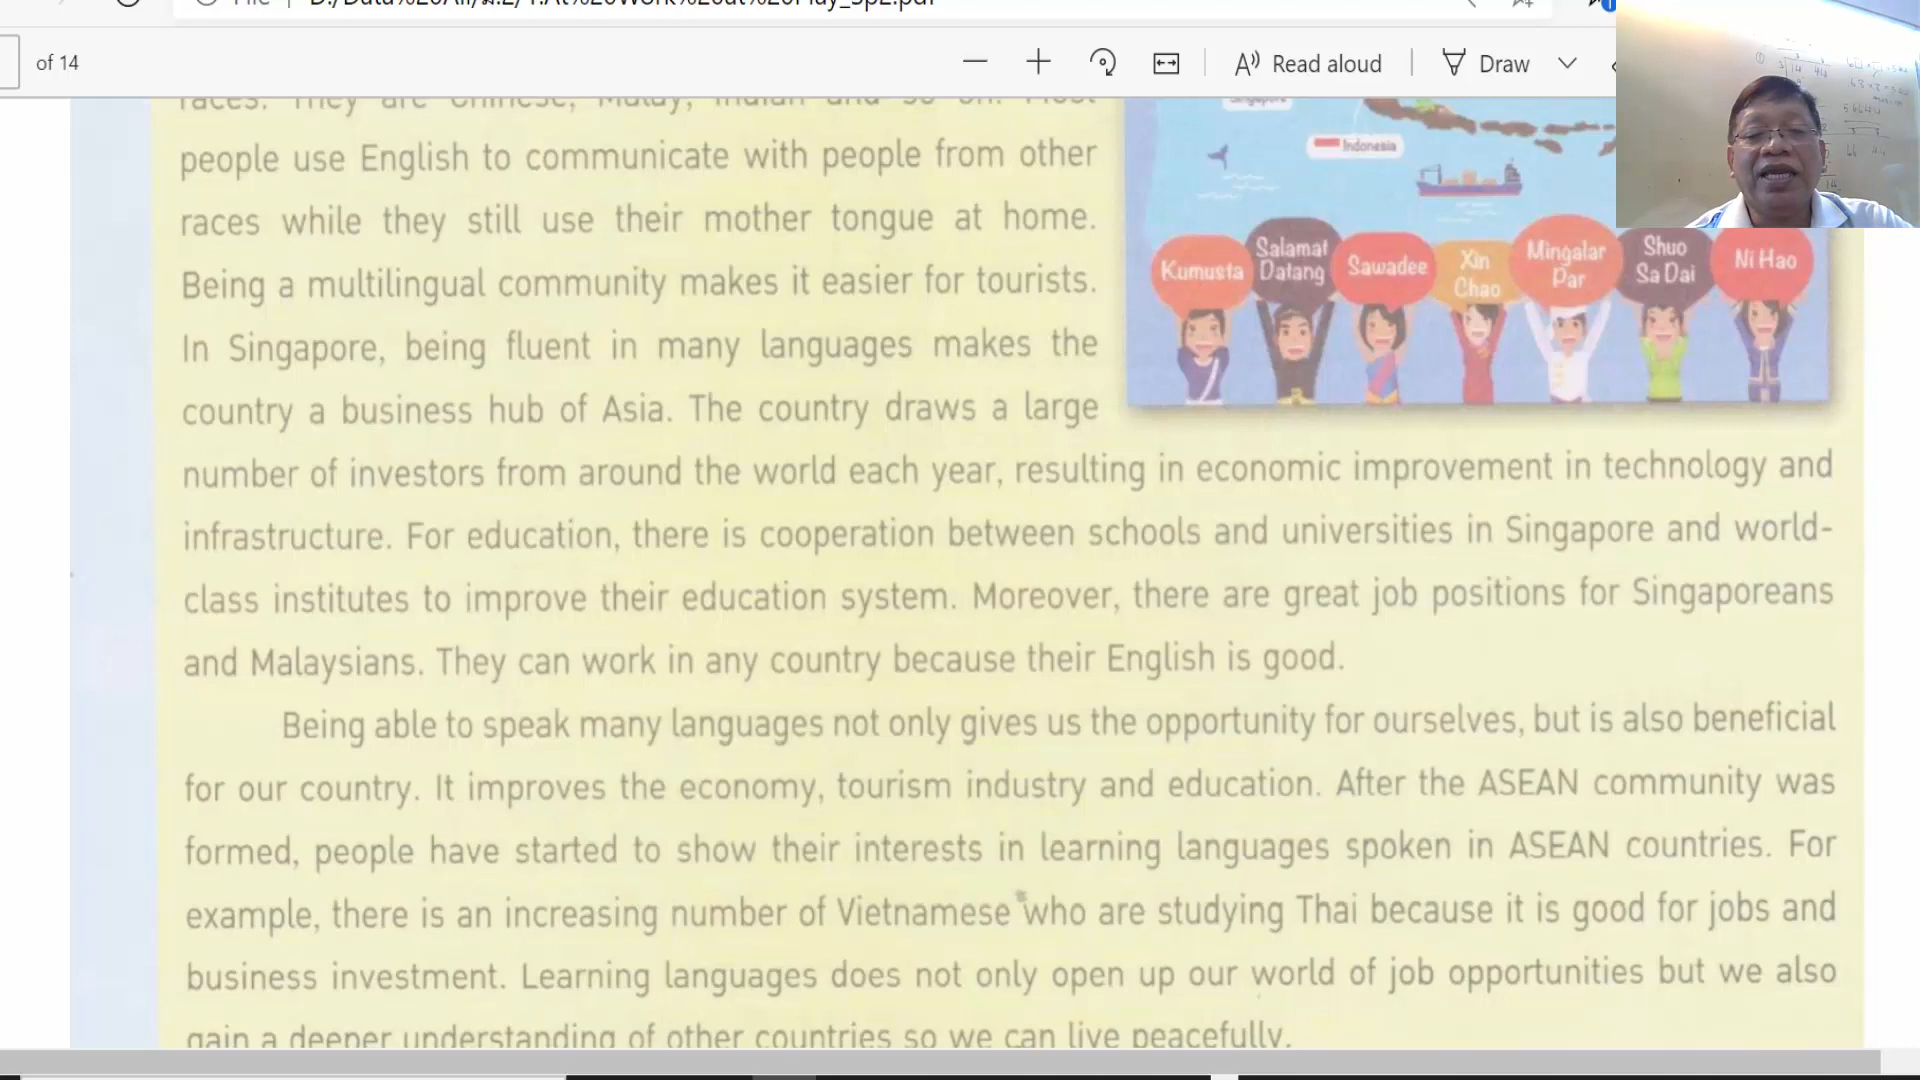 of 14
Read aloud
Draw
races. They are Chinese, Malay, Indian and so on. Most
people use English to communicate with people from other
races while they still use their mother tongue at home.
Being a multilingual community makes it easier for tourists.
In Singapore, being fluent in many languages makes the
country a business hub of Asia. The country draws a large
number of investors from around the world each year, resulting in economic improvement in technology and
infrastructure. For education, there is cooperation between schools and universities in Singapore and world-
class institutes to improve their education system. Moreover, there are great job positions for Singaporeans
and Malaysians. They can work in any country because their English is good.
Being able to speak many languages not only gives us the opportunity for ourselves, but is also beneficial
for our country. It improves the economy, tourism industry and education. After the ASEAN community was
formed, people have started to show their interests in learning languages spoken in ASEAN countries. For
example, there is an increasing number of Vietnamese who are studying Thai because it is good for jobs and
business investment. Learning languages does not only open up our world of job opportunities but we also
gain a deeper understanding of other countries so we can live peacefully.
Singapore
Indonesia
Kumusta
Salamat
Datang
Sawadee
Xin
Chao
Mingalar
Par
Shuo
Sa Dai
Ni Hao